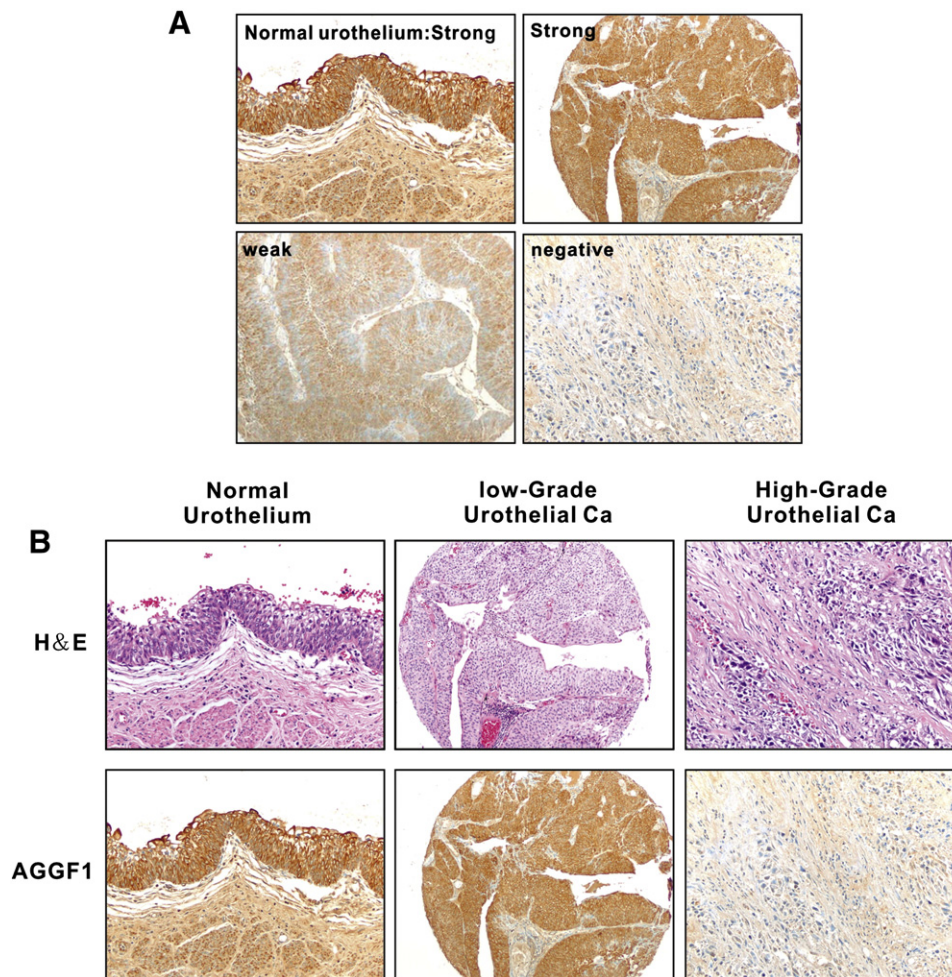 A
Normal urothelium:Strong
Strong
weak
negative
B
Normal
Urothelium
low-Grade
Urothelial Ca
High-Grade
Urothelial Ca
H&E
AGGF1